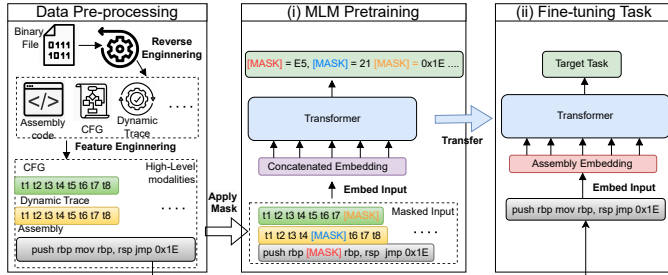 Data Pre-processing
Binary
File
0111
1011
Reverse
Enginnering
Assembly
code
CFG
Dynamic
Trace
. . . .
Feature Enginnering
CFG
High-Level
modalities
t1 t2 t3 t4 t5 t6 t7 t8
Dynamic Trace
t1 t2 t3 t4 t5 t6 t7 t8
. . . .
Assembly
push rbp mov rbp, rsp jmp 0x1E
Apply
Mask
(i) MLM Pretraining
[MASK] = E5, [MASK] = 21 [MASK] = 0x1E ....
Transformer
Concatenated Embedding
Embed Input
t1 t2 t3 t4 t5 t6 t7 [MASK]
Masked Input
t1 t2 t3 t4 [MASK] t6 t7 t8
. . . .
push rbp [MASK] rbp, rsp jmp 0x1E
Transfer
(ii) Fine-tuning Task
Target Task
Transformer
Assembly Embedding
Embed Input
push rbp mov rbp, rsp jmp 0x1E